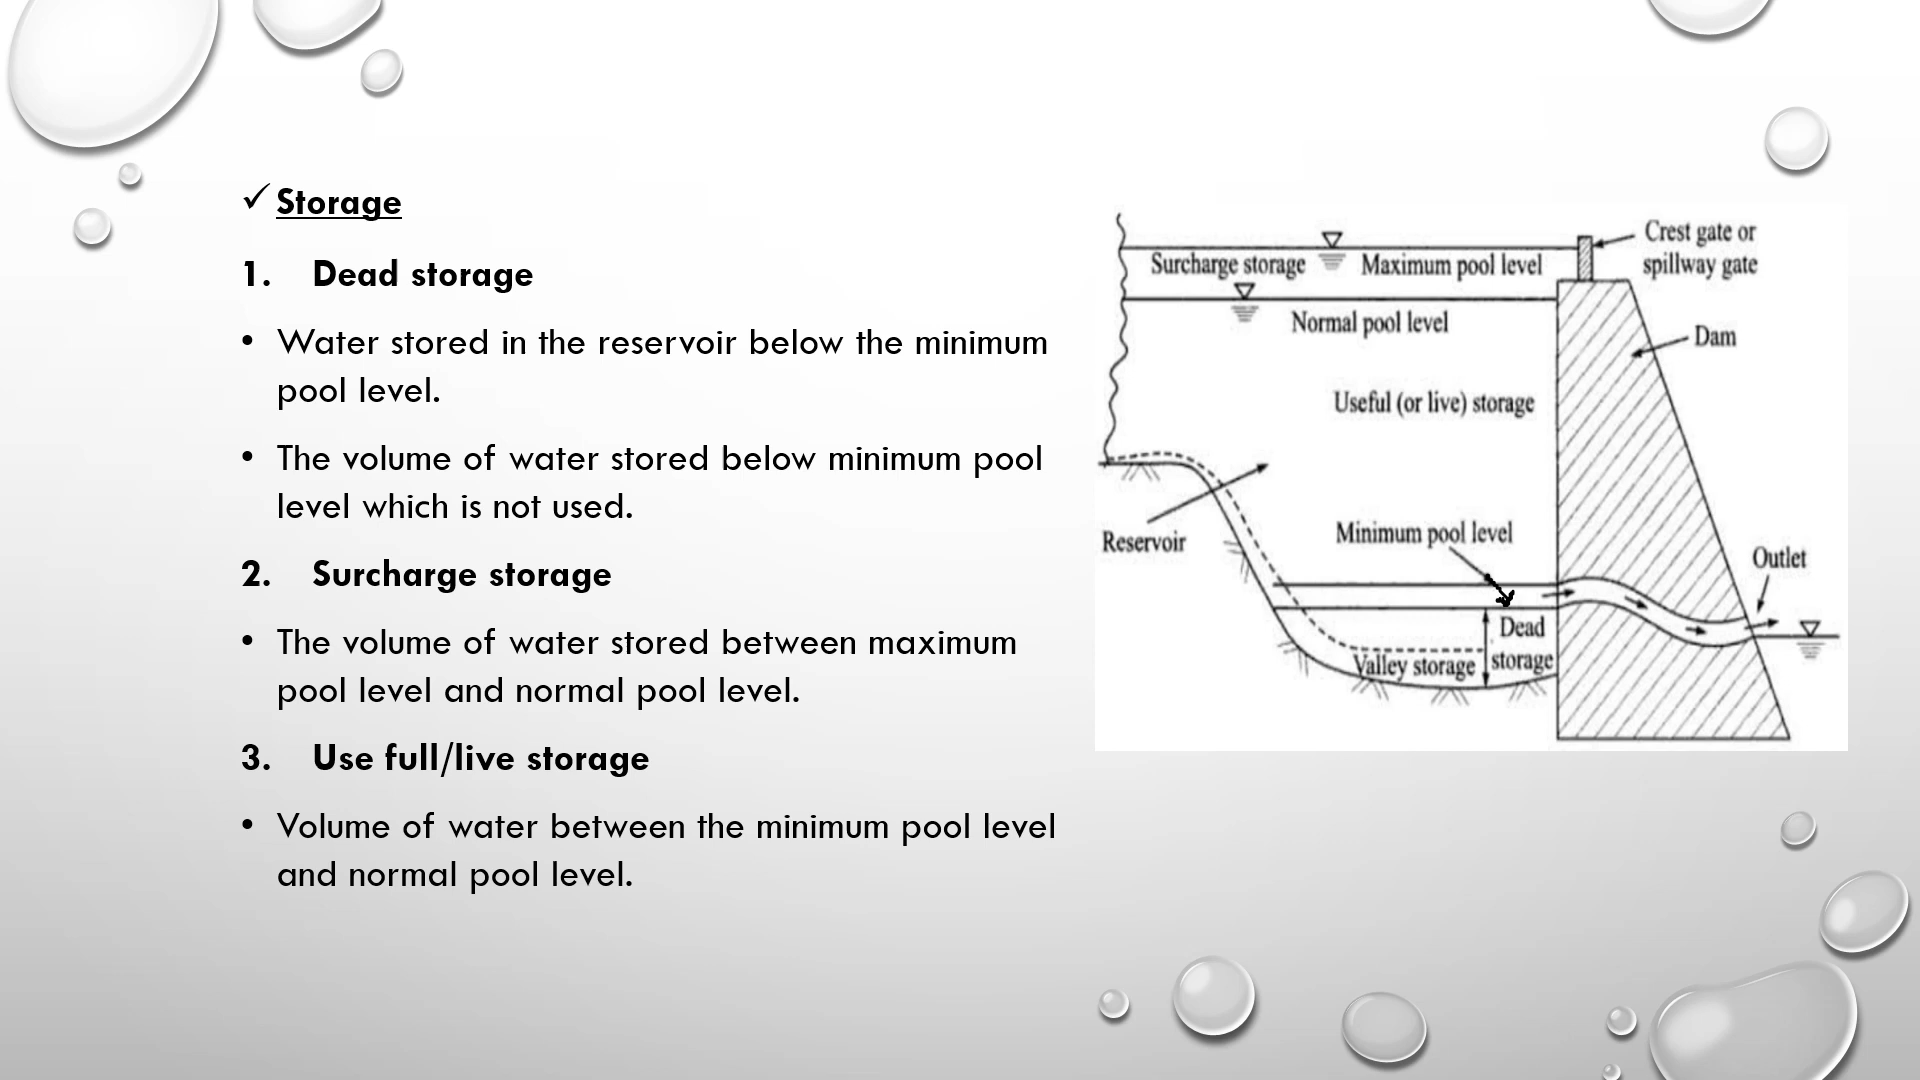 ✓ Storage
1. Dead storage
• Water stored in the reservoir below the minimum
pool level.
• The volume of water stored below minimum pool
level which is not used.
2. Surcharge storage
• The volume of water stored between maximum
pool level and normal pool level.
3. Use full/live storage
• Volume of water between the minimum pool level
and normal pool level.
Crest gate or
spillway gate
Surcharge storage
Maximum pool level
Normal pool level
Dam
Useful (or live) storage
Reservoir
Minimum pool level
Outlet
Dead
storage
Valley storage